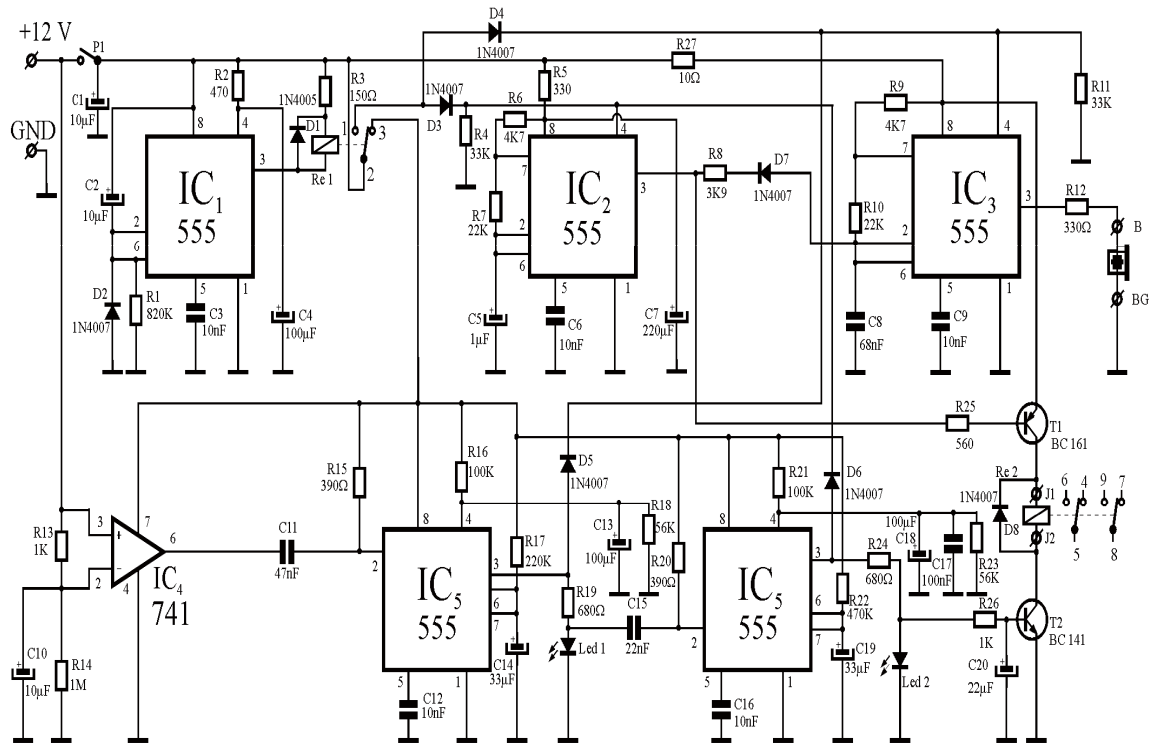 +12 V
P1
GND
C1
10µF
R2
470
R3
150Ω
1N4005
D1
Re 1
1
2
3
D4
1N4007
1N4007
D3
R5
330
R6
4K7
R4
33K
R27
10Ω
R9
4K7
R11
33K
C2
10µF
8
4
3
2
6
5
1
IC1
555
D2
1N4007
R1
820K
C3
10nF
C4
100µF
R7
22K
8
4
7
3
2
6
5
1
IC2
555
C5
1µF
C6
10nF
C7
220µF
R8
3K9
D7
1N4007
R10
22K
8
4
7
3
2
6
5
1
IC3
555
C8
68nF
C9
10nF
R12
330Ω
B
BG
R25
560
T1
BC 161
R13
1K
3
7
6
2
4
+
−
IC4
741
C10
10µF
R14
1M
R15
390Ω
C11
47nF
R16
100K
8
4
2
3
6
7
5
1
IC5
555
C12
10nF
R17
220K
C14
33µF
D5
1N4007
R19
680Ω
Led 1
C13
100µF
R18
56K
R20
390Ω
C15
22nF
R21
100K
8
4
2
3
6
7
5
1
IC5
555
C16
10nF
D6
1N4007
R22
470K
C19
33µF
R24
680Ω
Led 2
100µF
C18
C17
100nF
R23
56K
R26
1K
C20
22µF
Re 2
1N4007
D8
J1
J2
6 4 9 7
5 8
T2
BC 141